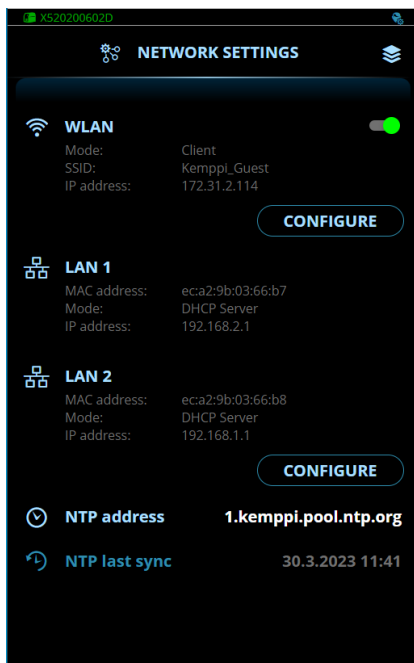 X520200602D
NETWORK SETTINGS
WLAN
Mode: Client
SSID: Kemppi_Guest
IP address: 172.31.2.114
CONFIGURE
LAN 1
MAC address: ec:a2:9b:03:66:b7
Mode: DHCP Server
IP address: 192.168.2.1
LAN 2
MAC address: ec:a2:9b:03:66:b8
Mode: DHCP Server
IP address: 192.168.1.1
CONFIGURE
NTP address 1.kemppi.pool.ntp.org
NTP last sync 30.3.2023 11:41